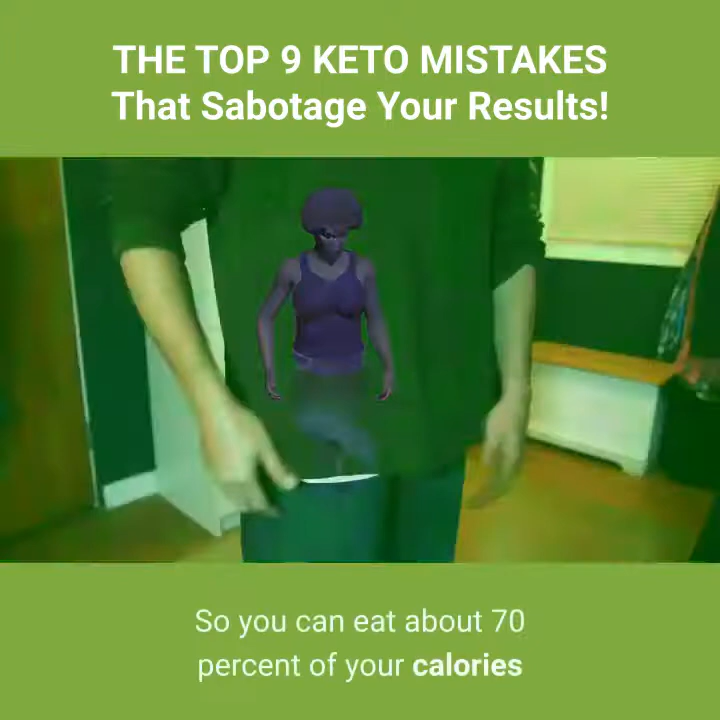 THE TOP 9 KETO MISTAKES
That Sabotage Your Results!
So you can eat about 70
percent of your calories